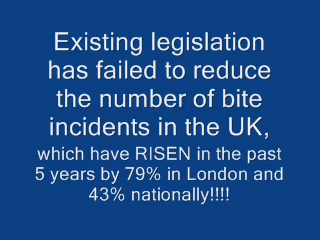 Existing legislation
has failed to reduce
the number of bite
incidents in the UK,
which have RISEN in the past
5 years by 79% in London and
43% nationally!!!!